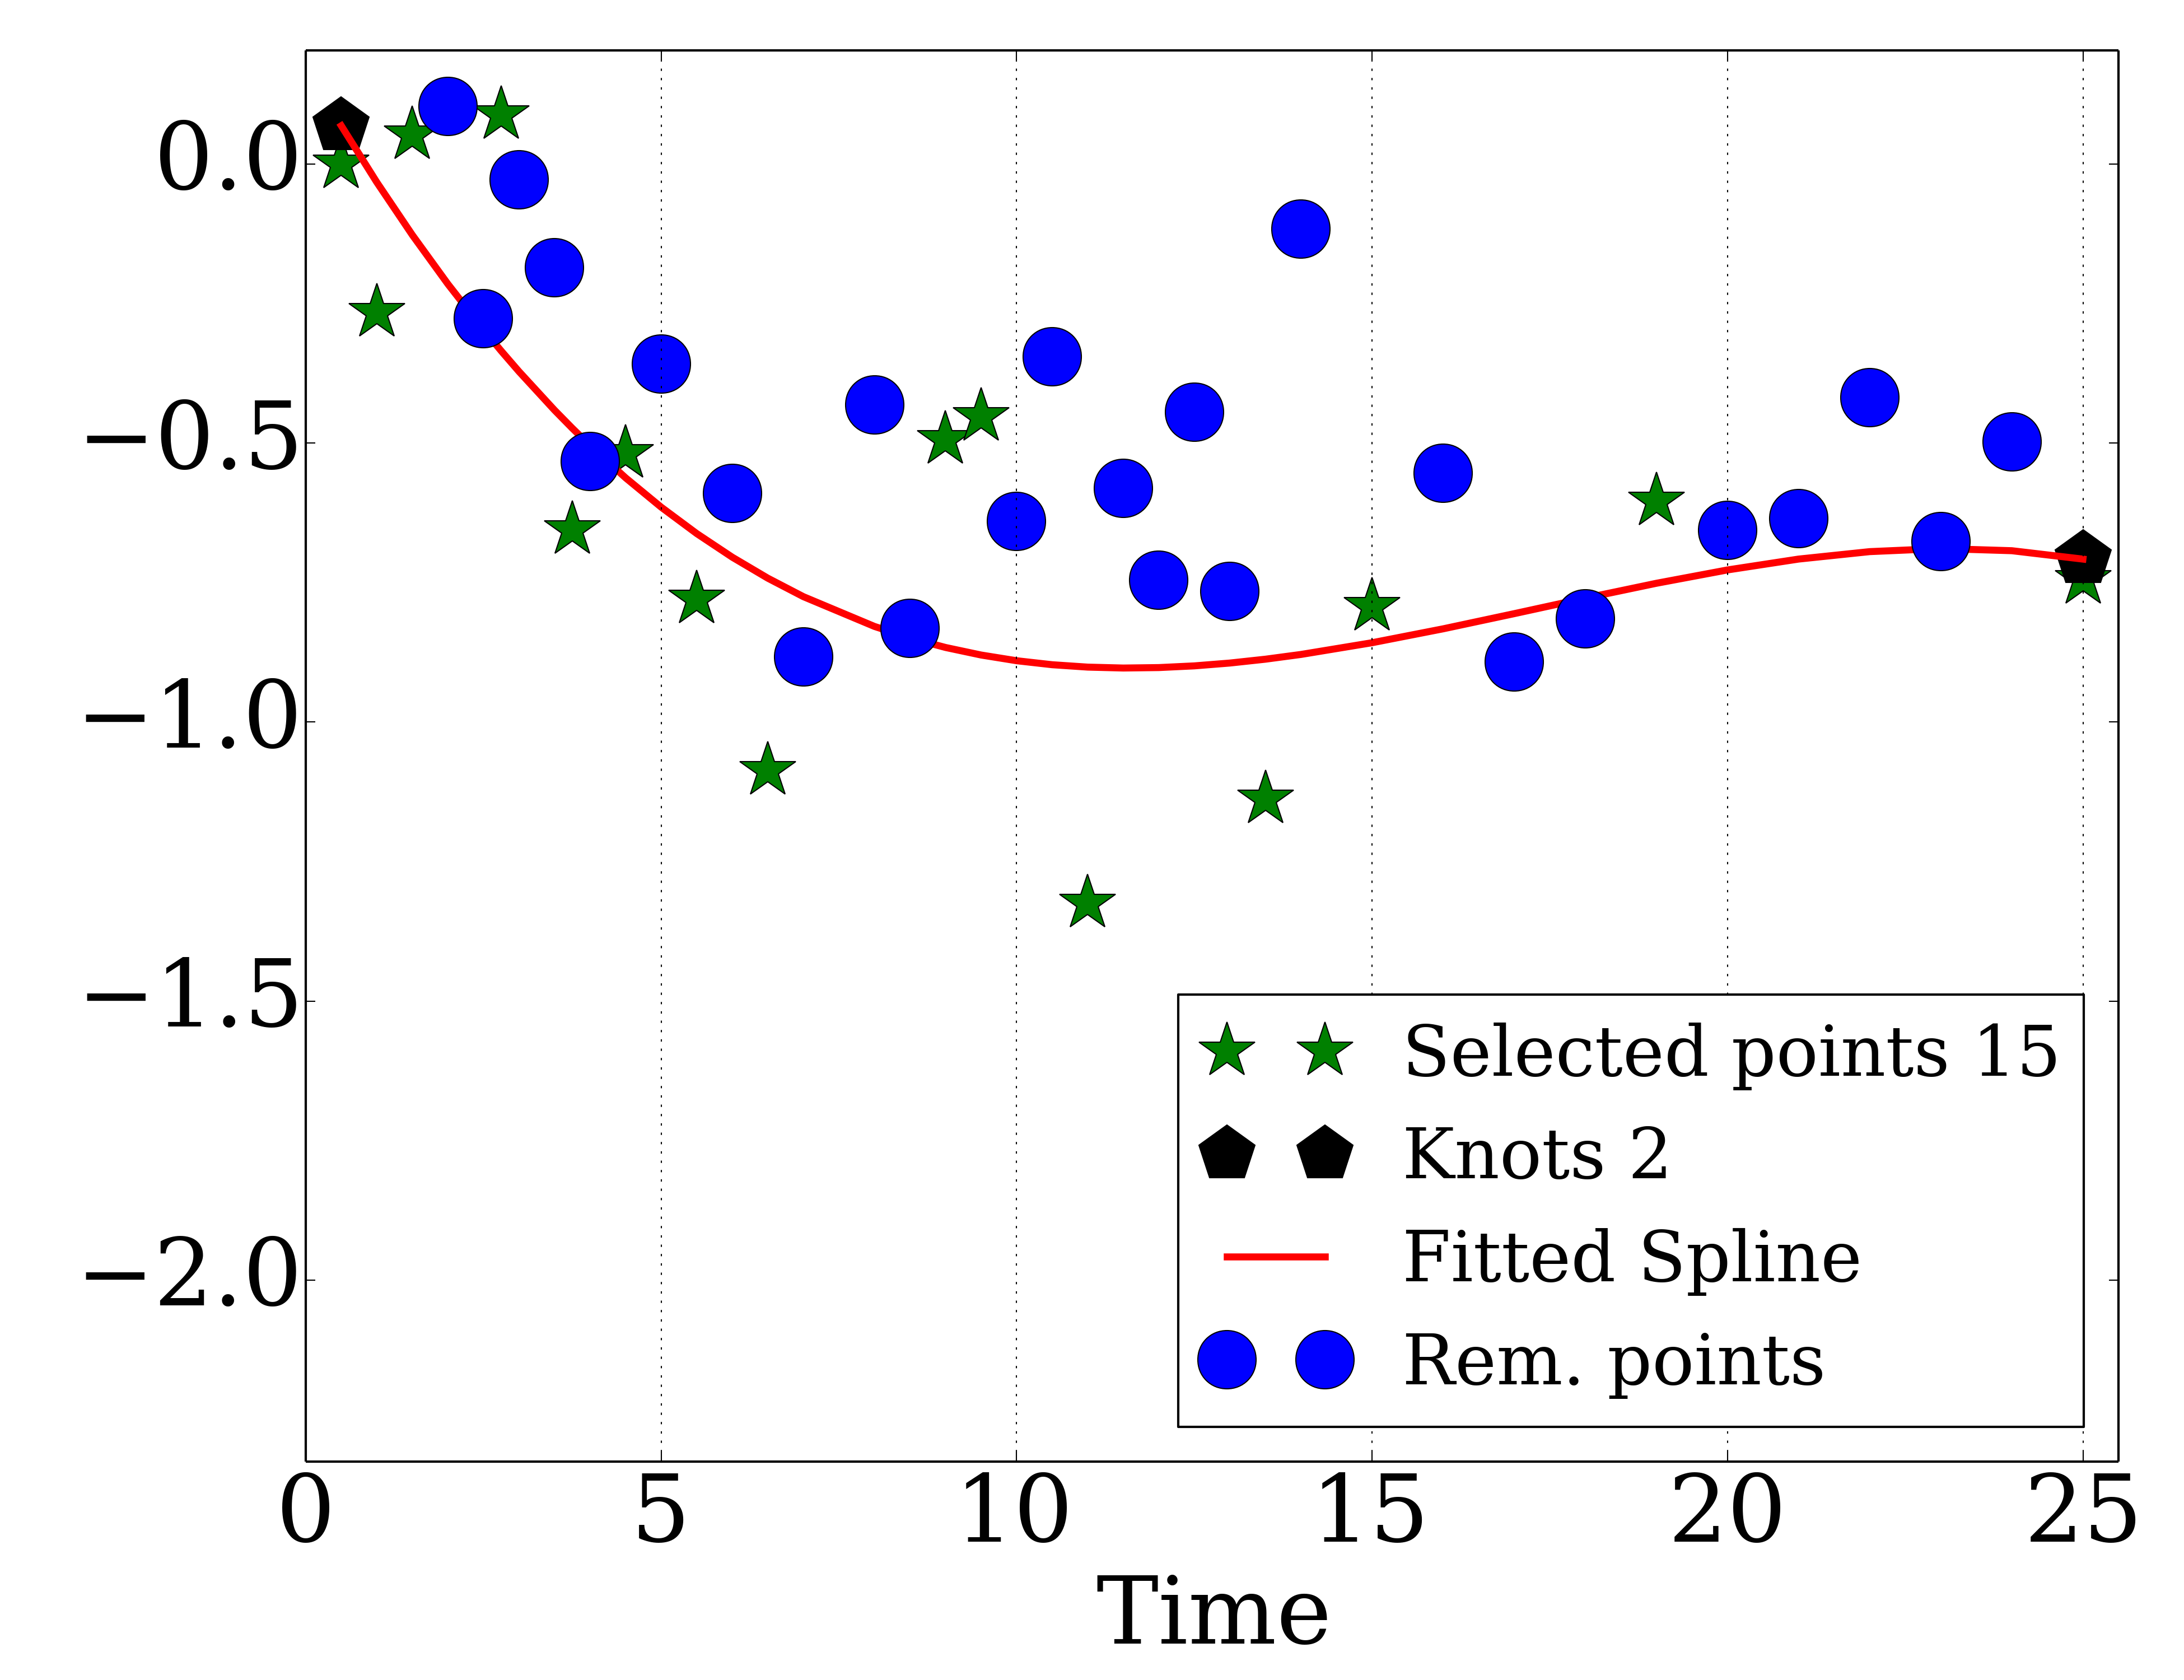 0.0
−0.5
−1.0
−1.5
−2.0
Selected points 15
Knots 2
Fitted Spline
Rem. points
0 5 10 15 20 25
Time